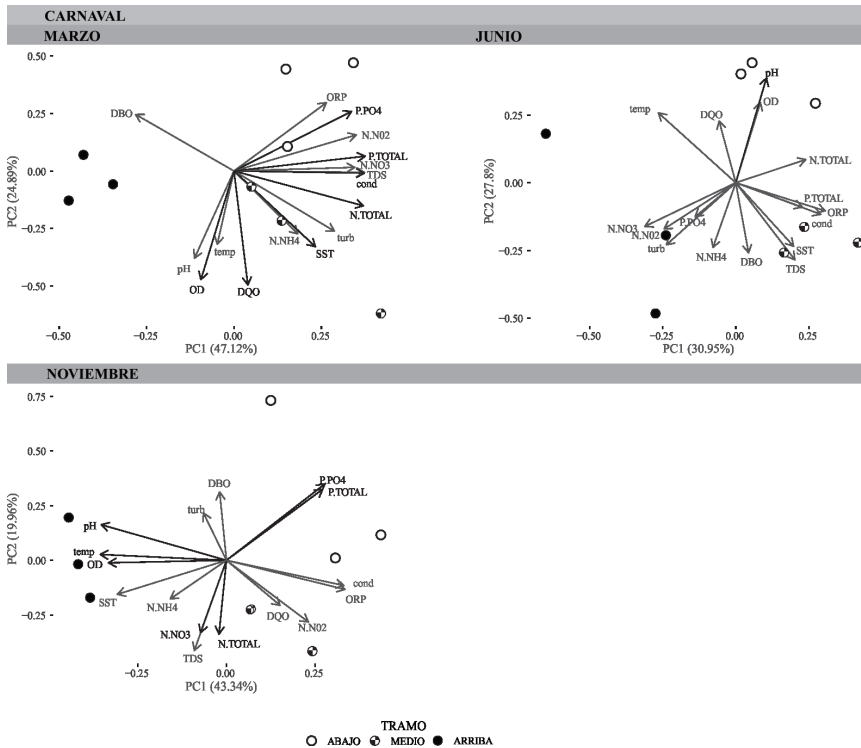 CARNAVAL
MARZO
JUNIO
0.50
0.25
0.00
−0.25
−0.50
PC2 (24.89%)
DBO
ORP
P.PO4
N.N02
P.TOTAL
N.NO3
TDS
cond
N.TOTAL
turb
N.NH4
SST
temp
pH
OD
DQO
−0.50
−0.25
0.00
0.25
PC1 (47.12%)
0.25
0.00
−0.25
−0.50
PC2 (27.8%)
pH
OD
temp
DQO
N.TOTAL
P.TOTAL
ORP
cond
P.PO4
N.NO3
N.N02
turb
N.NH4
DBO
SST
TDS
−0.50
−0.25
0.00
0.25
PC1 (30.95%)
NOVIEMBRE
0.75
0.50
0.25
0.00
−0.25
PC2 (19.96%)
DBO
turb
P.PO4
P.TOTAL
pH
temp
OD
cond
ORP
SST
N.NH4
DQO
N.N02
N.NO3
N.TOTAL
TDS
−0.25
0.00
0.25
PC1 (43.34%)
TRAMO
ABAJO MEDIO ARRIBA